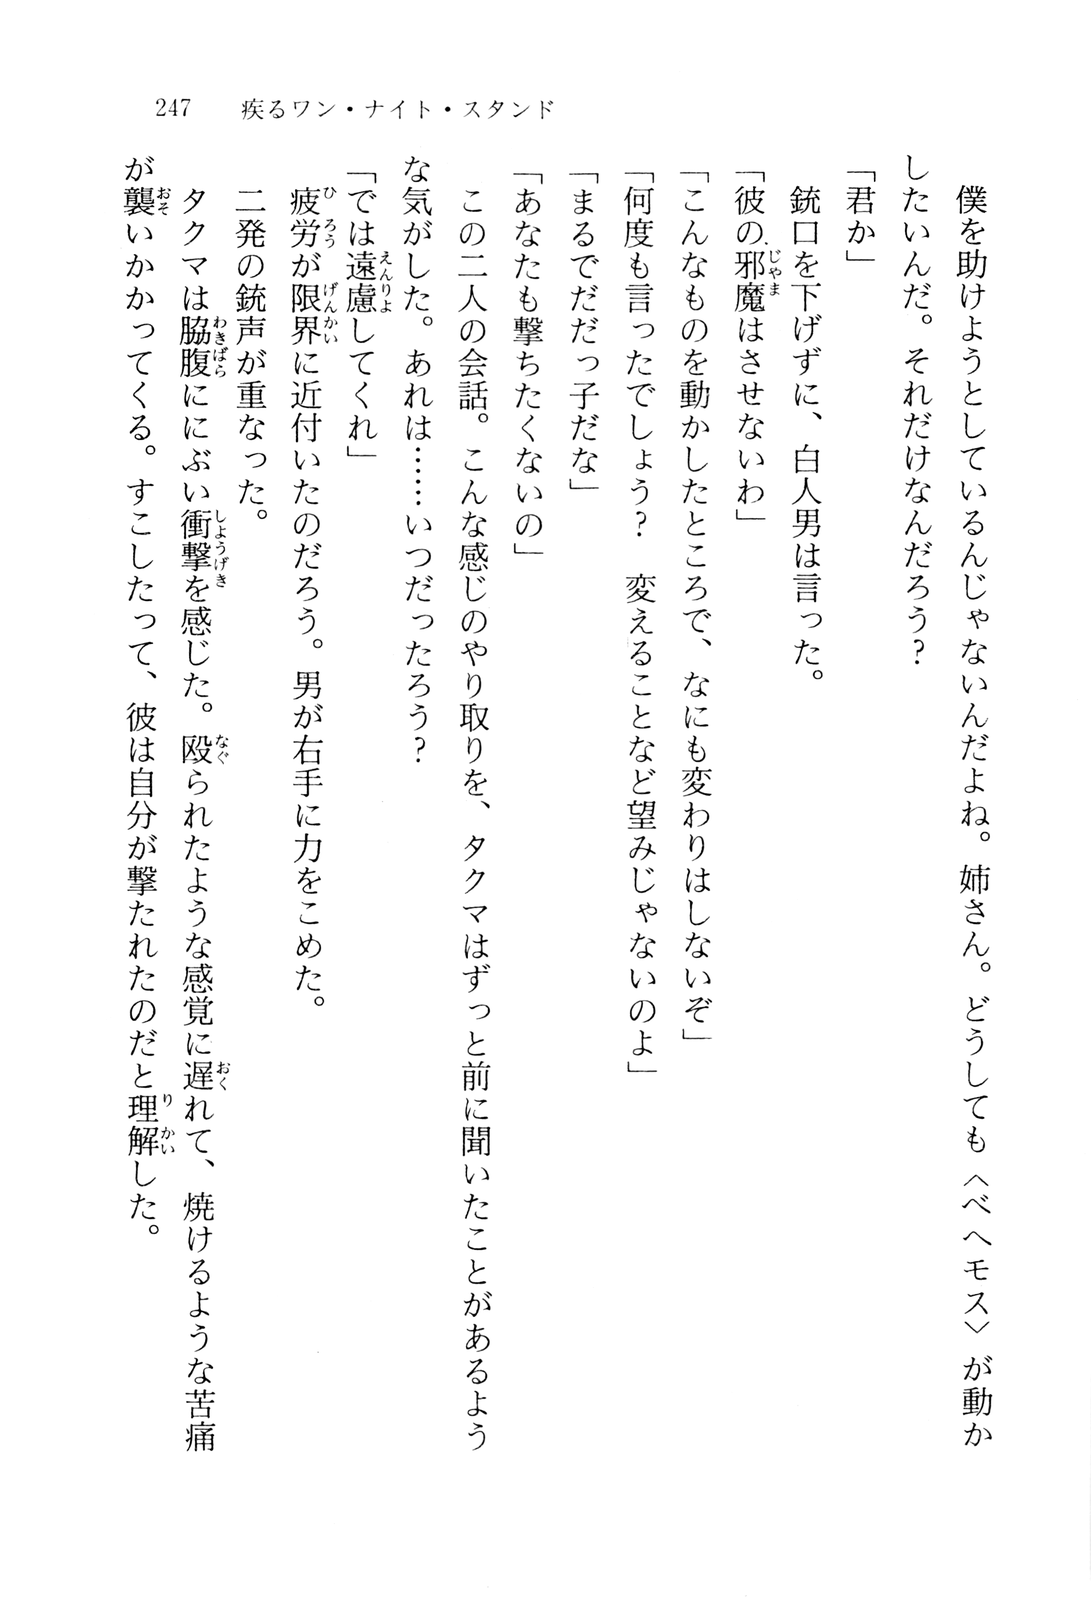 247　疾るワン・ナイト・スタンド
　僕を助けようとしているんじゃないんだよね。姉さん。どうしても〈ベヘモス〉が動か
したいんだ。それだけなんだろう？
「君か」
　銃口を下げずに、白人男は言った。
「彼の邪魔はさせないわ」
「こんなものを動かしたところで、なにも変わりはしないぞ」
「何度も言ったでしょう？　変えることなど望みじゃないのよ」
「まるでだだっ子だな」
「あなたも撃ちたくないの」
　この二人の会話。こんな感じのやり取りを、タクマはずっと前に聞いたことがあるよう
な気がした。あれは……いつだったろう？
「では遠慮してくれ」
　疲労が限界に近付いたのだろう。男が右手に力をこめた。
　二発の銃声が重なった。
　タクマは脇腹ににぶい衝撃を感じた。殴られたような感覚に遅れて、焼けるような苦痛
が襲いかかってくる。すこしたって、彼は自分が撃たれたのだと理解した。